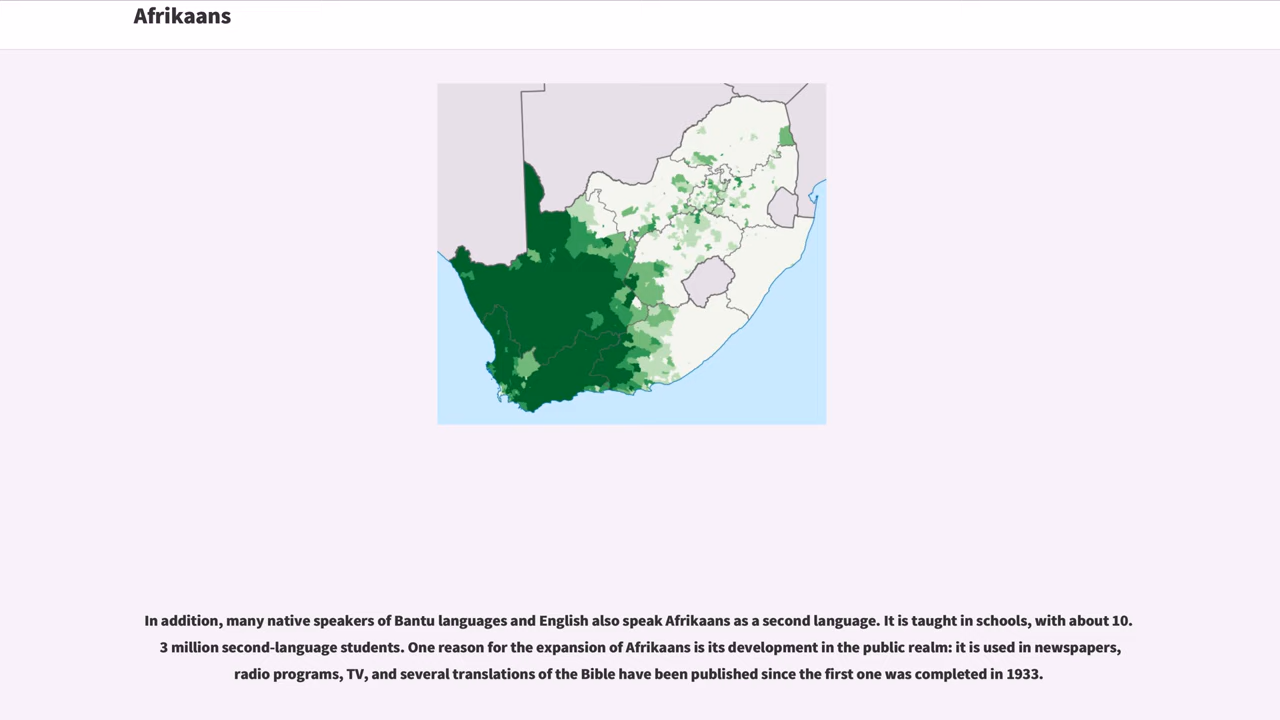 Afrikaans
In addition, many native speakers of Bantu languages and English also speak Afrikaans as a second language. It is taught in schools, with about 10.
3 million second-language students. One reason for the expansion of Afrikaans is its development in the public realm: it is used in newspapers,
radio programs, TV, and several translations of the Bible have been published since the first one was completed in 1933.